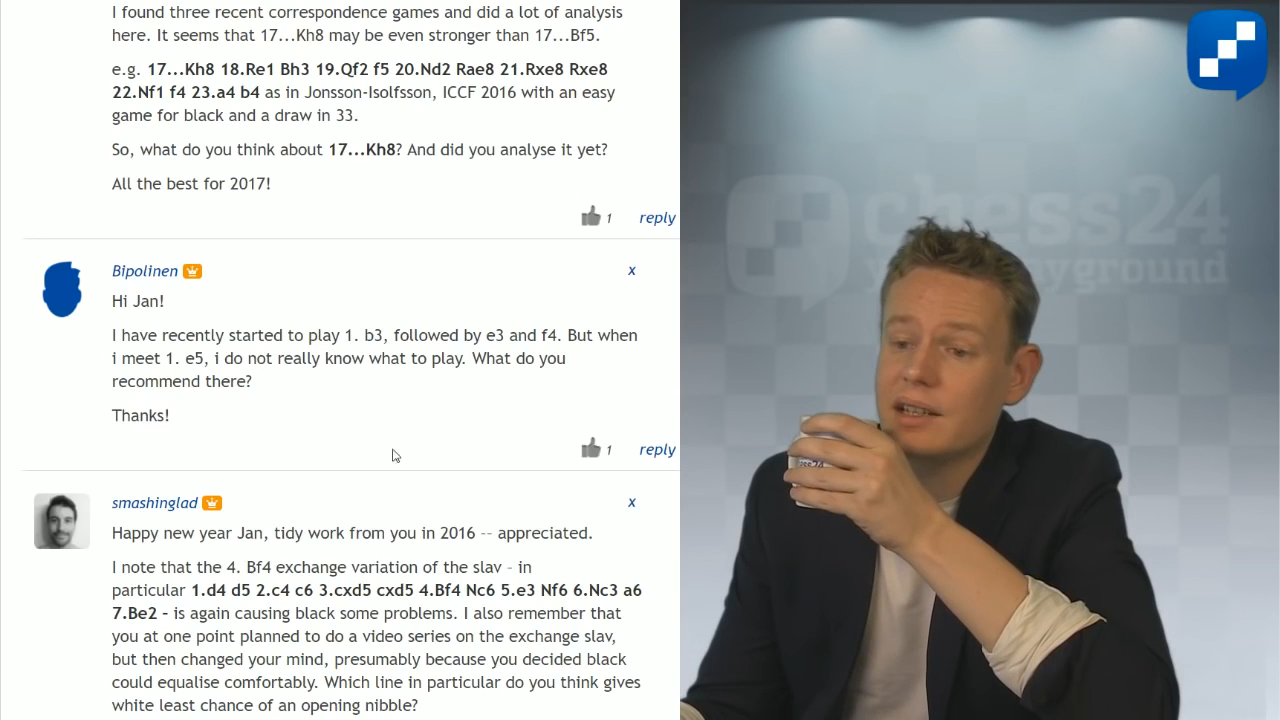 I found three recent correspondence games and did a lot of analysis
here. It seems that 17...Kh8 may be even stronger than 17...Bf5.
e.g. 17...Kh8 18.Re1 Bh3 19.Qf2 f5 20.Nd2 Rae8 21.Rxe8 Rxe8
22.Nf1 f4 23.a4 b4 as in Jonsson-Isolfsson, ICCF 2016 with an easy
game for black and a draw in 33.
So, what do you think about 17...Kh8? And did you analyse it yet?
All the best for 2017!
1 reply
Bipolinen x
Hi Jan!
I have recently started to play 1. b3, followed by e3 and f4. But when
i meet 1. e5, i do not really know what to play. What do you
recommend there?
Thanks!
1 reply
smashinglad x
Happy new year Jan, tidy work from you in 2016 -- appreciated.
I note that the 4. Bf4 exchange variation of the slav - in
particular 1.d4 d5 2.c4 c6 3.cxd5 cxd5 4.Bf4 Nc6 5.e3 Nf6 6.Nc3 a6
7.Be2 - is again causing black some problems. I also remember that
you at one point planned to do a video series on the exchange slav,
but then changed your mind, presumably because you decided black
could equalise comfortably. Which line in particular do you think gives
white least chance of an opening nibble?
chess24